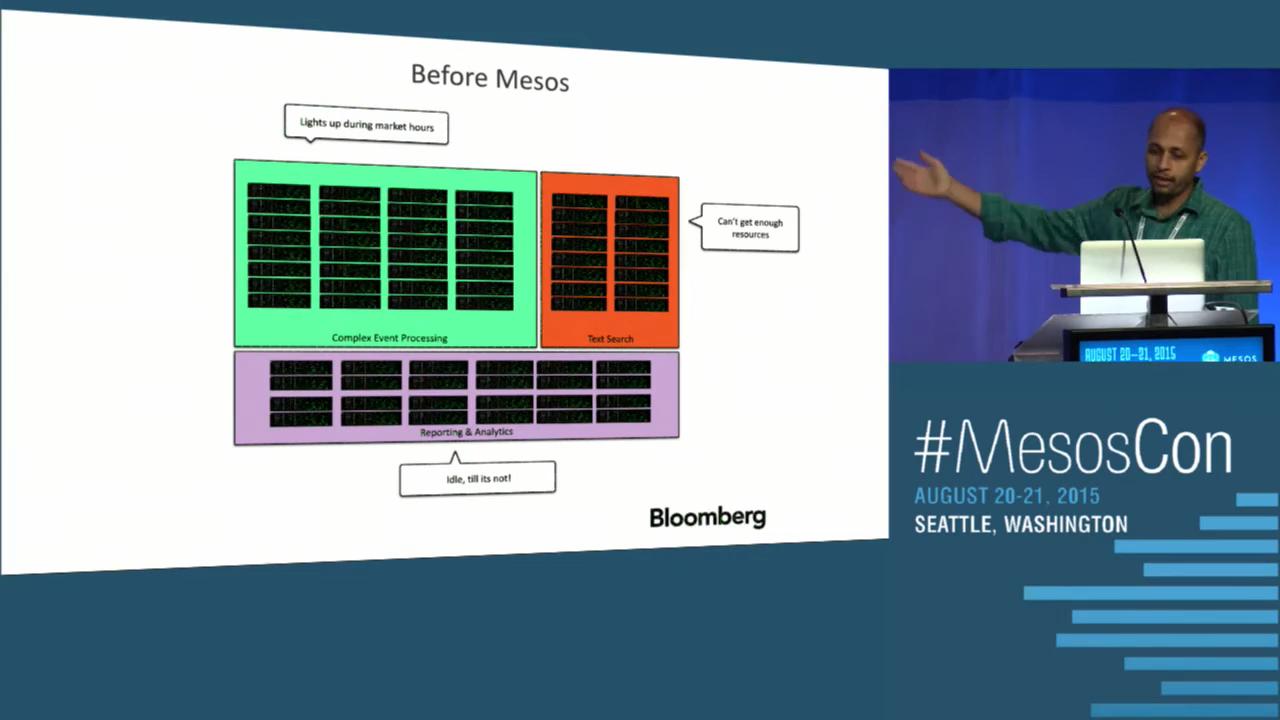 Before Mesos
Lights up during market hours
Can't get enough
resources
Complex Event Processing
Text Search
Reporting & Analytics
Idle, till its not!
Bloomberg
AUGUST 20-21, 2015
MESOS
#MesosCon
AUGUST 20-21, 2015
SEATTLE, WASHINGTON